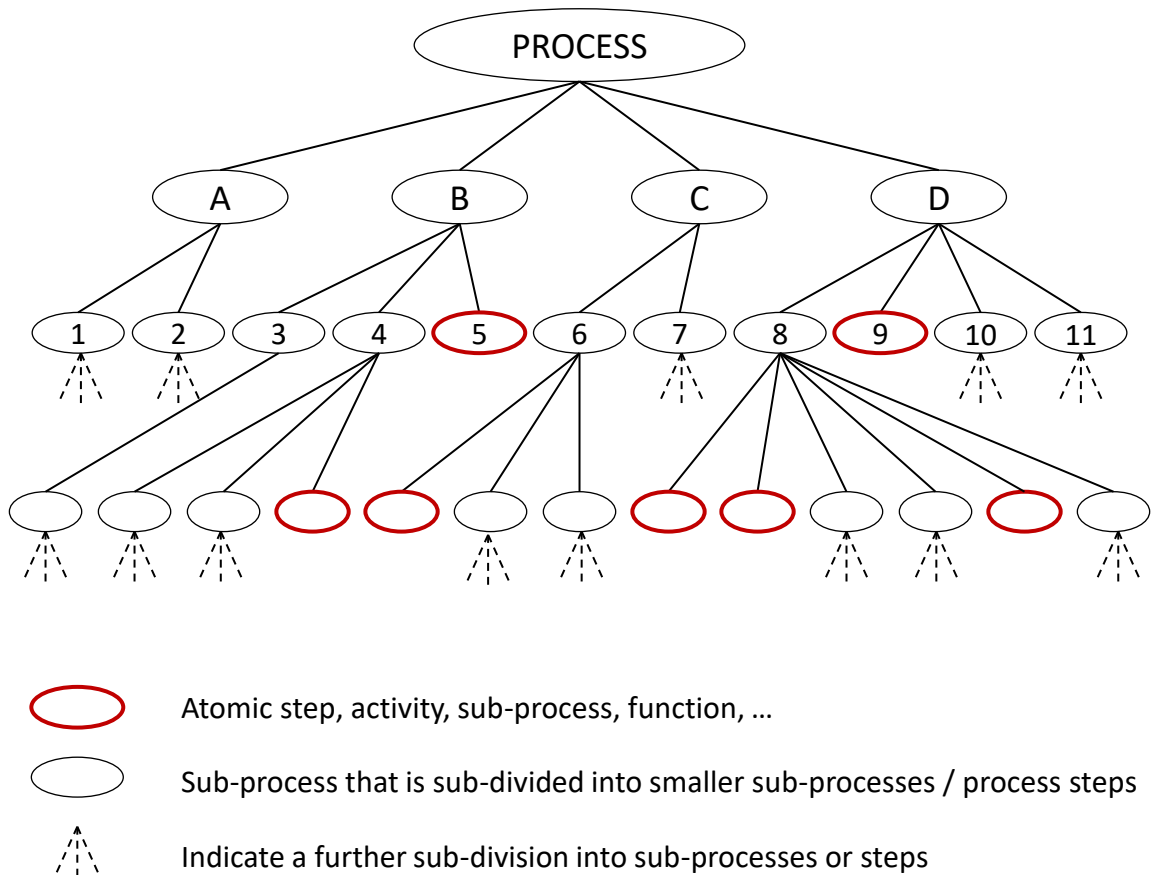 PROCESS
A B C D
1 2 3 4 5 6 7 8 9 10 11
Atomic step, activity, sub-process, function, …
Sub-process that is sub-divided into smaller sub-processes / process steps
Indicate a further sub-division into sub-processes or steps